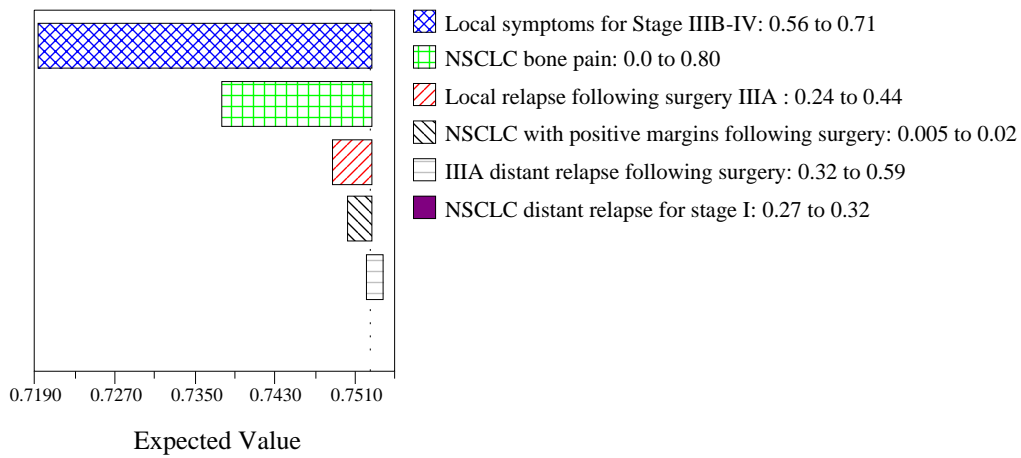 Local symptoms for Stage IIIB-IV: 0.56 to 0.71
NSCLC bone pain: 0.0 to 0.80
Local relapse following surgery IIIA : 0.24 to 0.44
NSCLC with positive margins following surgery: 0.005 to 0.02
IIIA distant relapse following surgery: 0.32 to 0.59
NSCLC distant relapse for stage I: 0.27 to 0.32
0.7190 0.7270 0.7350 0.7430 0.7510
Expected Value